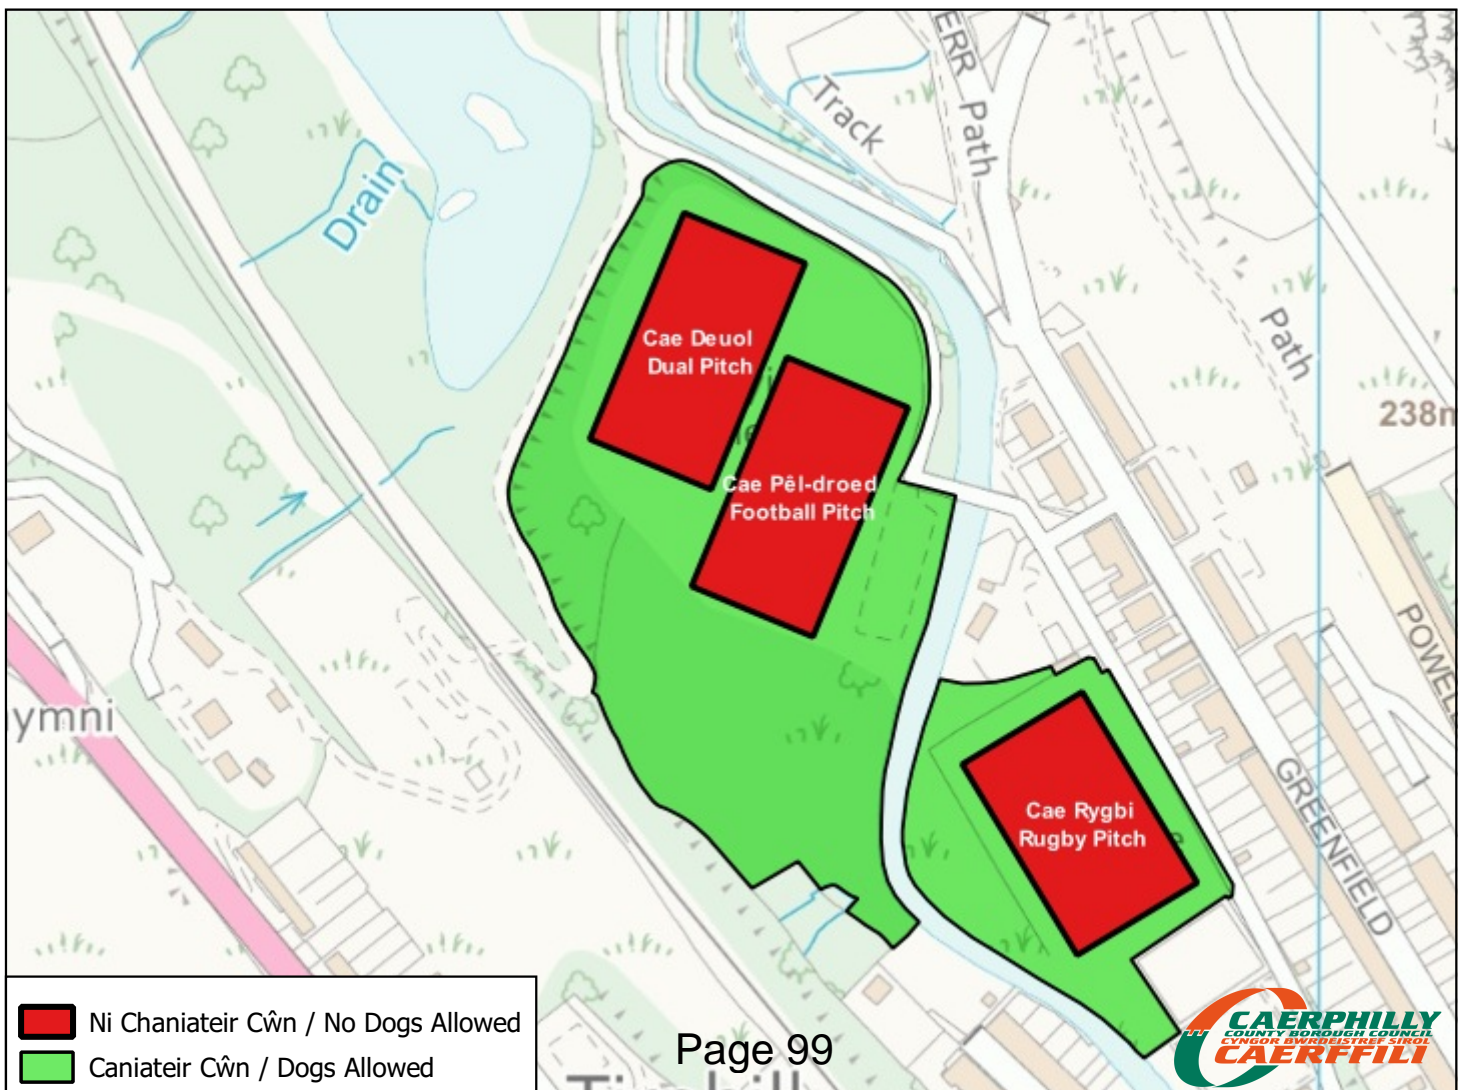 ERR Path
Track
Drain
Cae Deuol
Dual Pitch
Path
238m
Cae Pêl-droed
Football Pitch
POWELL
ymni
Cae Rygbi
Rugby Pitch
GREENFIELD
Ni Chaniateir Cŵn / No Dogs Allowed
Caniateir Cŵn / Dogs Allowed
Page 99
CAERPHILLY
COUNTY BOROUGH COUNCIL
CYNGOR BWRDEISTREF SIROL
CAERFFILI